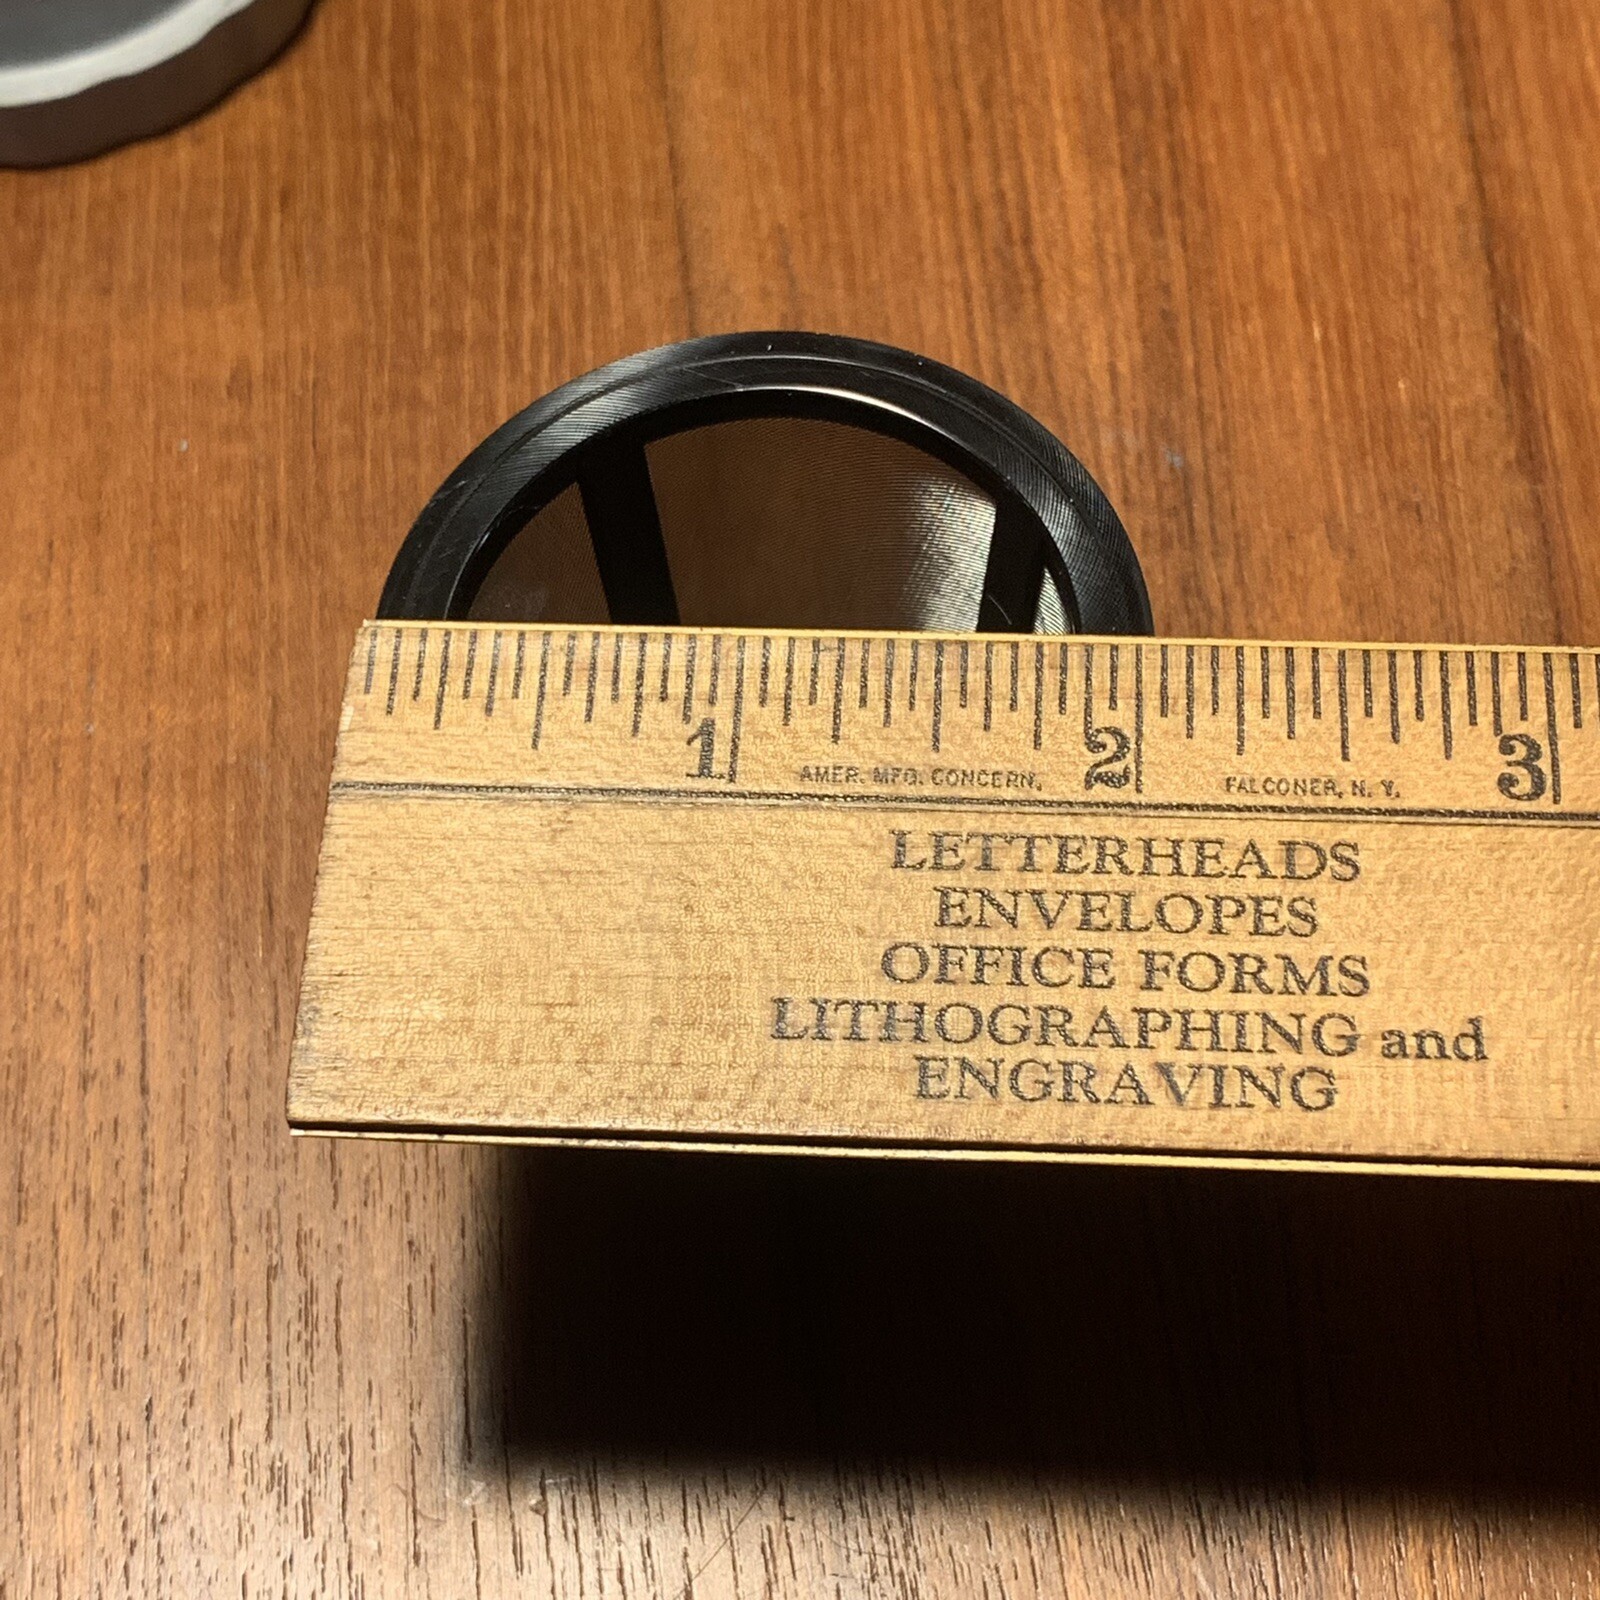 1 2 3
AMER. MFG. CONCERN, FALCONER, N. Y.
LETTERHEADS
ENVELOPES
OFFICE FORMS
LITHOGRAPHING and
ENGRAVING